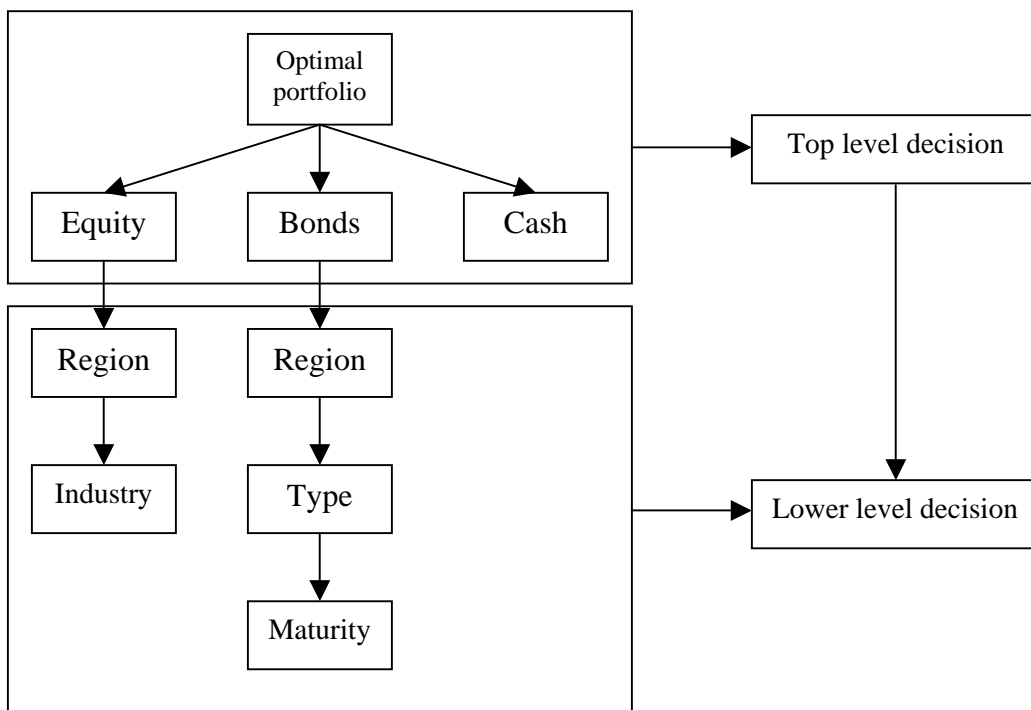 Optimal
portfolio
Top level decision
Equity
Bonds
Cash
Region
Region
Industry
Type
Lower level decision
Maturity